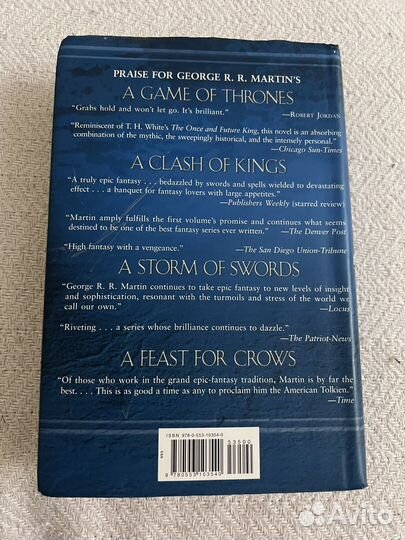 PRAISE FOR GEORGE R. R. MARTIN'S
A GAME OF THRONES
“Grabs hold and won't let go. It's brilliant.”
—ROBERT JORDAN
“Reminiscent of T. H. White's The Once and Future King, this novel is an absorbing
combination of the mythic, the sweepingly historical, and the intensely personal.”
—Chicago Sun-Times
A CLASH OF KINGS
“A truly epic fantasy . . . bedazzled by swords and spells wielded to devastating
effect . . . a banquet for fantasy lovers with large appetites.”
—Publishers Weekly (starred review)
“Martin amply fulfills the first volume's promise and continues what seems
destined to be one of the best fantasy series ever written.” —The Denver Post
“High fantasy with a vengeance.” —The San Diego Union-Tribune
A STORM OF SWORDS
“George R. R. Martin continues to take epic fantasy to new levels of insight
and sophistication, resonant with the turmoils and stress of the world we
call our own.” —Locus
“Riveting . . . a series whose brilliance continues to dazzle.”
—The Patriot-News
A FEAST FOR CROWS
“Of those who work in the grand epic-fantasy tradition, Martin is by far the
best. . . . This is as good a time as any to proclaim him the American Tolkien.”
—Time
ISBN 978-0-553-10354-0
53500
9 780553 103540
Avito